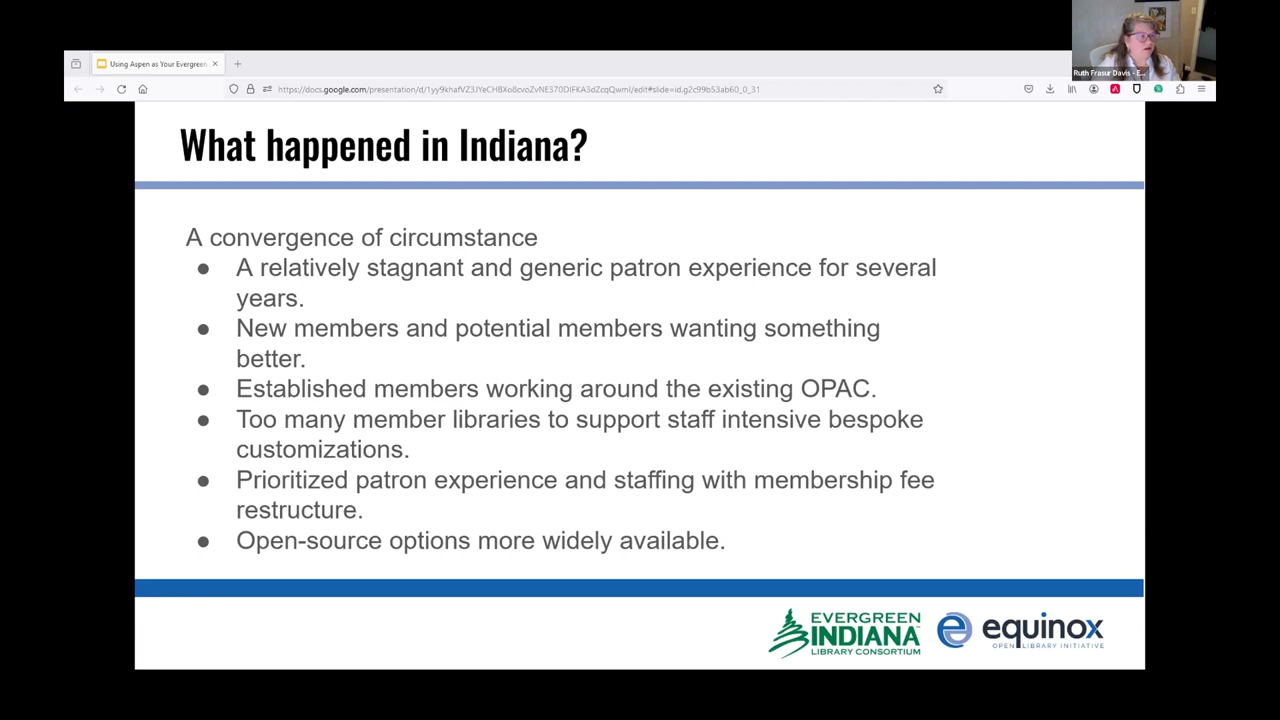 Using Aspen as Your Evergreen
Ruth Frasur Davis - E...
What happened in Indiana?
A convergence of circumstance
● A relatively stagnant and generic patron experience for several
years.
● New members and potential members wanting something
better.
● Established members working around the existing OPAC.
● Too many member libraries to support staff intensive bespoke
customizations.
● Prioritized patron experience and staffing with membership fee
restructure.
● Open-source options more widely available.
EVERGREEN
INDIANA
LIBRARY CONSORTIUM
e equinox
OPEN LIBRARY INITIATIVE